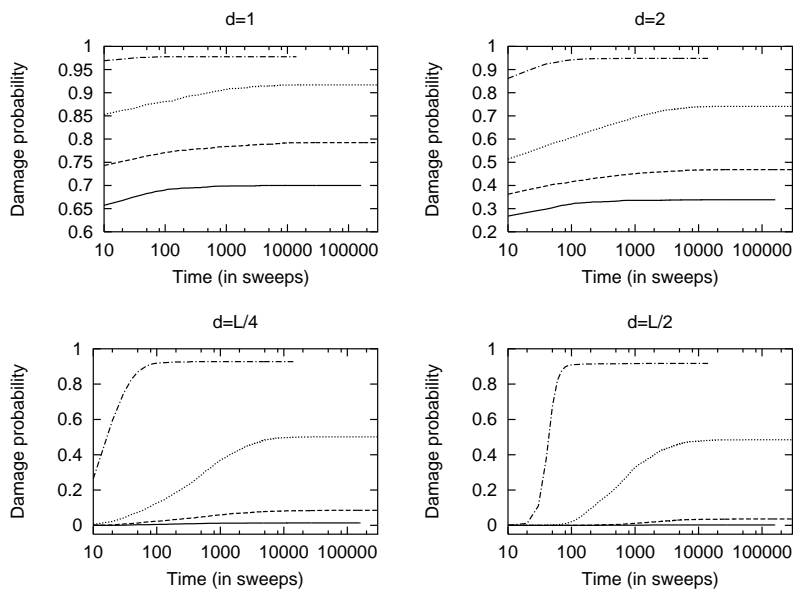 d=1
Damage probability
1
0.95
0.9
0.85
0.8
0.75
0.7
0.65
0.6
10 100 1000 10000 100000
Time (in sweeps)
d=2
Damage probability
1
0.9
0.8
0.7
0.6
0.5
0.4
0.3
0.2
10 100 1000 10000 100000
Time (in sweeps)
d=L/4
Damage probability
1
0.8
0.6
0.4
0.2
0
10 100 1000 10000 100000
Time (in sweeps)
d=L/2
Damage probability
1
0.8
0.6
0.4
0.2
0
10 100 1000 10000 100000
Time (in sweeps)